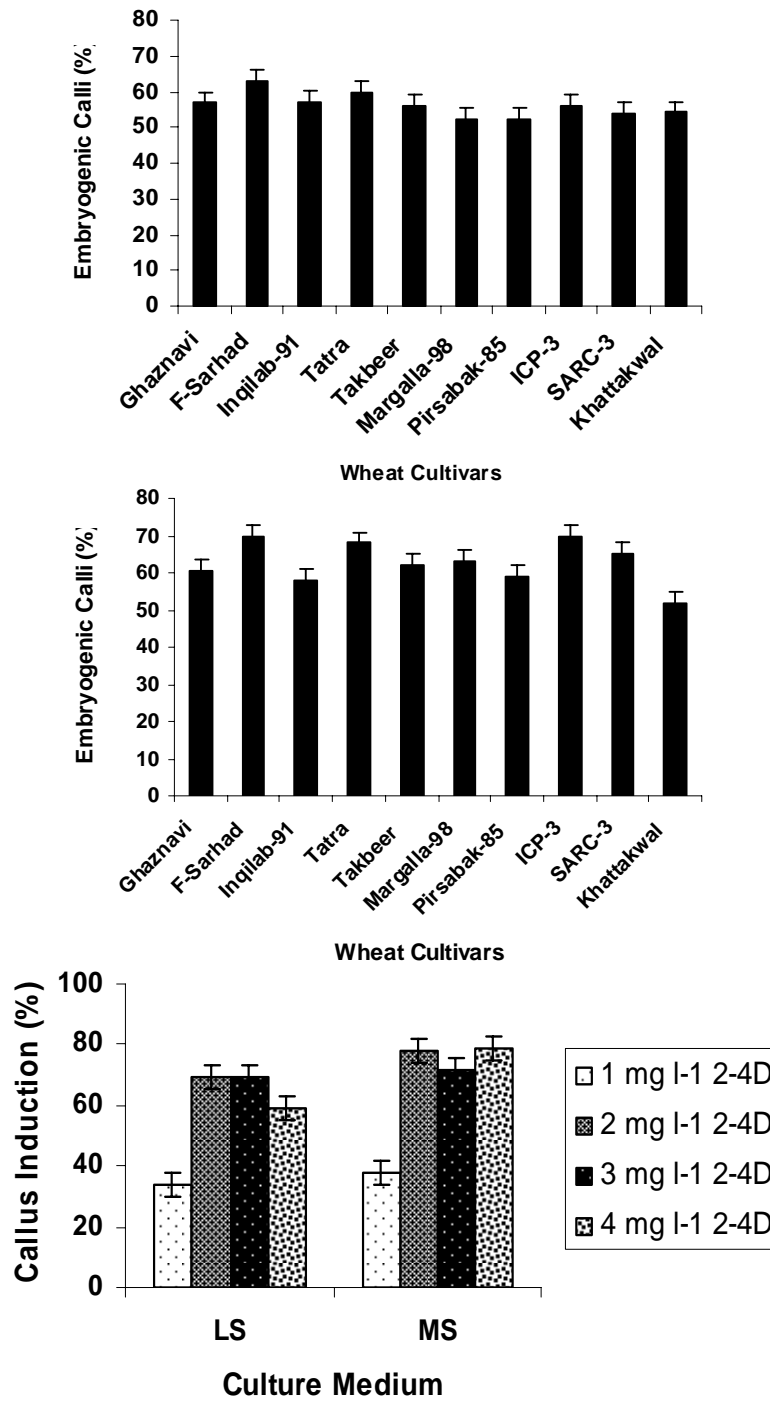 80
70
60
50
40
30
20
10
0
Embryogenic Calli (%)
Ghaznavi
F-Sarhad
Inqilab-91
Tatra
Takbeer
Margalla-98
Pirsabak-85
ICP-3
SARC-3
Khattakwal
Wheat Cultivars
80
70
60
50
40
30
20
10
0
Embryogenic Calli (%)
Ghaznavi
F-Sarhad
Inqilab-91
Tatra
Takbeer
Margalla-98
Pirsabak-85
ICP-3
SARC-3
Khattakwal
Wheat Cultivars
100
80
60
40
20
0
Callus Induction (%)
LS
MS
Culture Medium
1 mg l-1 2-4D
2 mg l-1 2-4D
3 mg l-1 2-4D
4 mg l-1 2-4D